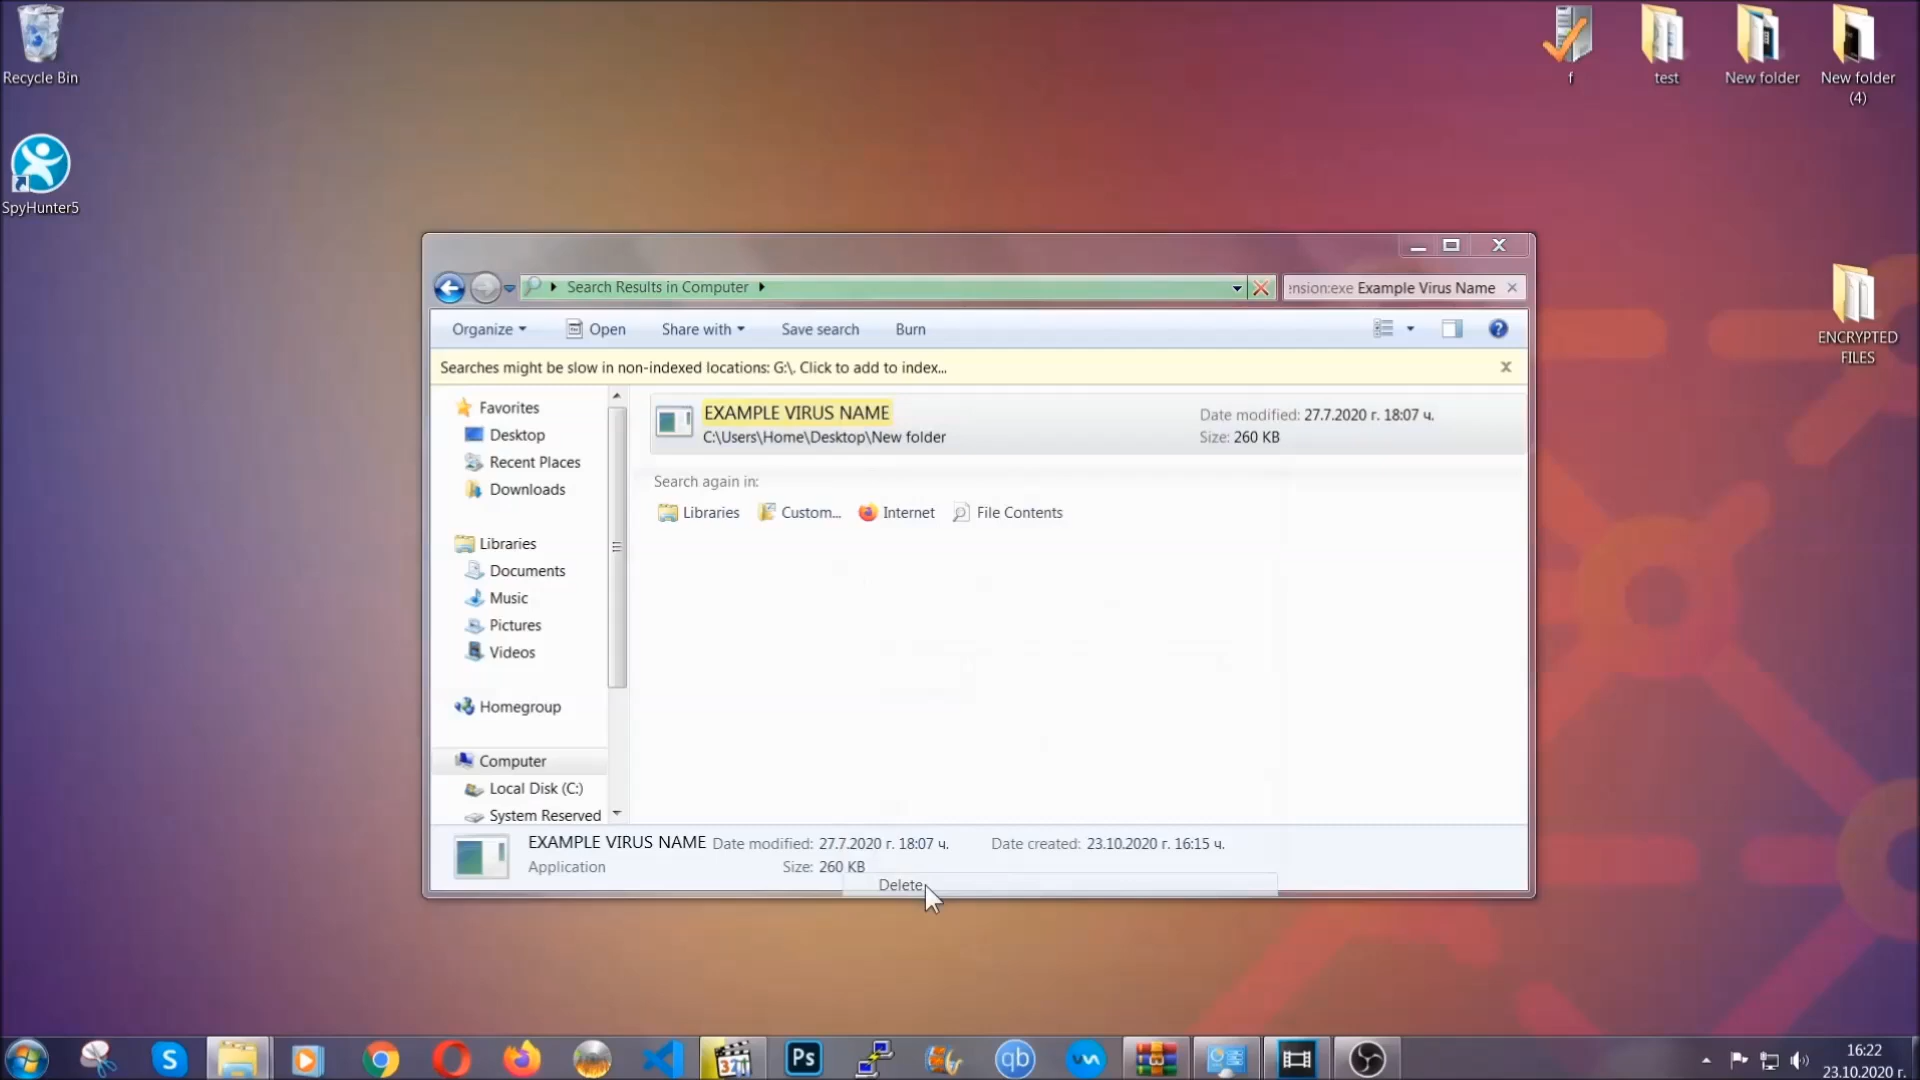 Recycle Bin
SpyHunter5
f
test
New folder
New folder
(4)
ENCRYPTED
FILES
Search Results in Computer
nsion:exe Example Virus Name
Organize
Open
Share with
Save search
Burn
Searches might be slow in non-indexed locations: G:\. Click to add to index...
Favorites
Desktop
Recent Places
Downloads
Libraries
Documents
Music
Pictures
Videos
Homegroup
Computer
Local Disk (C:)
System Reserved
EXAMPLE VIRUS NAME
C:\Users\Home\Desktop\New folder
Date modified: 27.7.2020 г. 18:07 ч.
Size: 260 KB
Search again in:
Libraries
Custom...
Internet
File Contents
EXAMPLE VIRUS NAME Date modified: 27.7.2020 г. 18:07 ч. Date created: 23.10.2020 г. 16:15 ч.
Application Size: 260 KB
Delete
S
321
Ps
qb
16:22
23.10.2020 г.